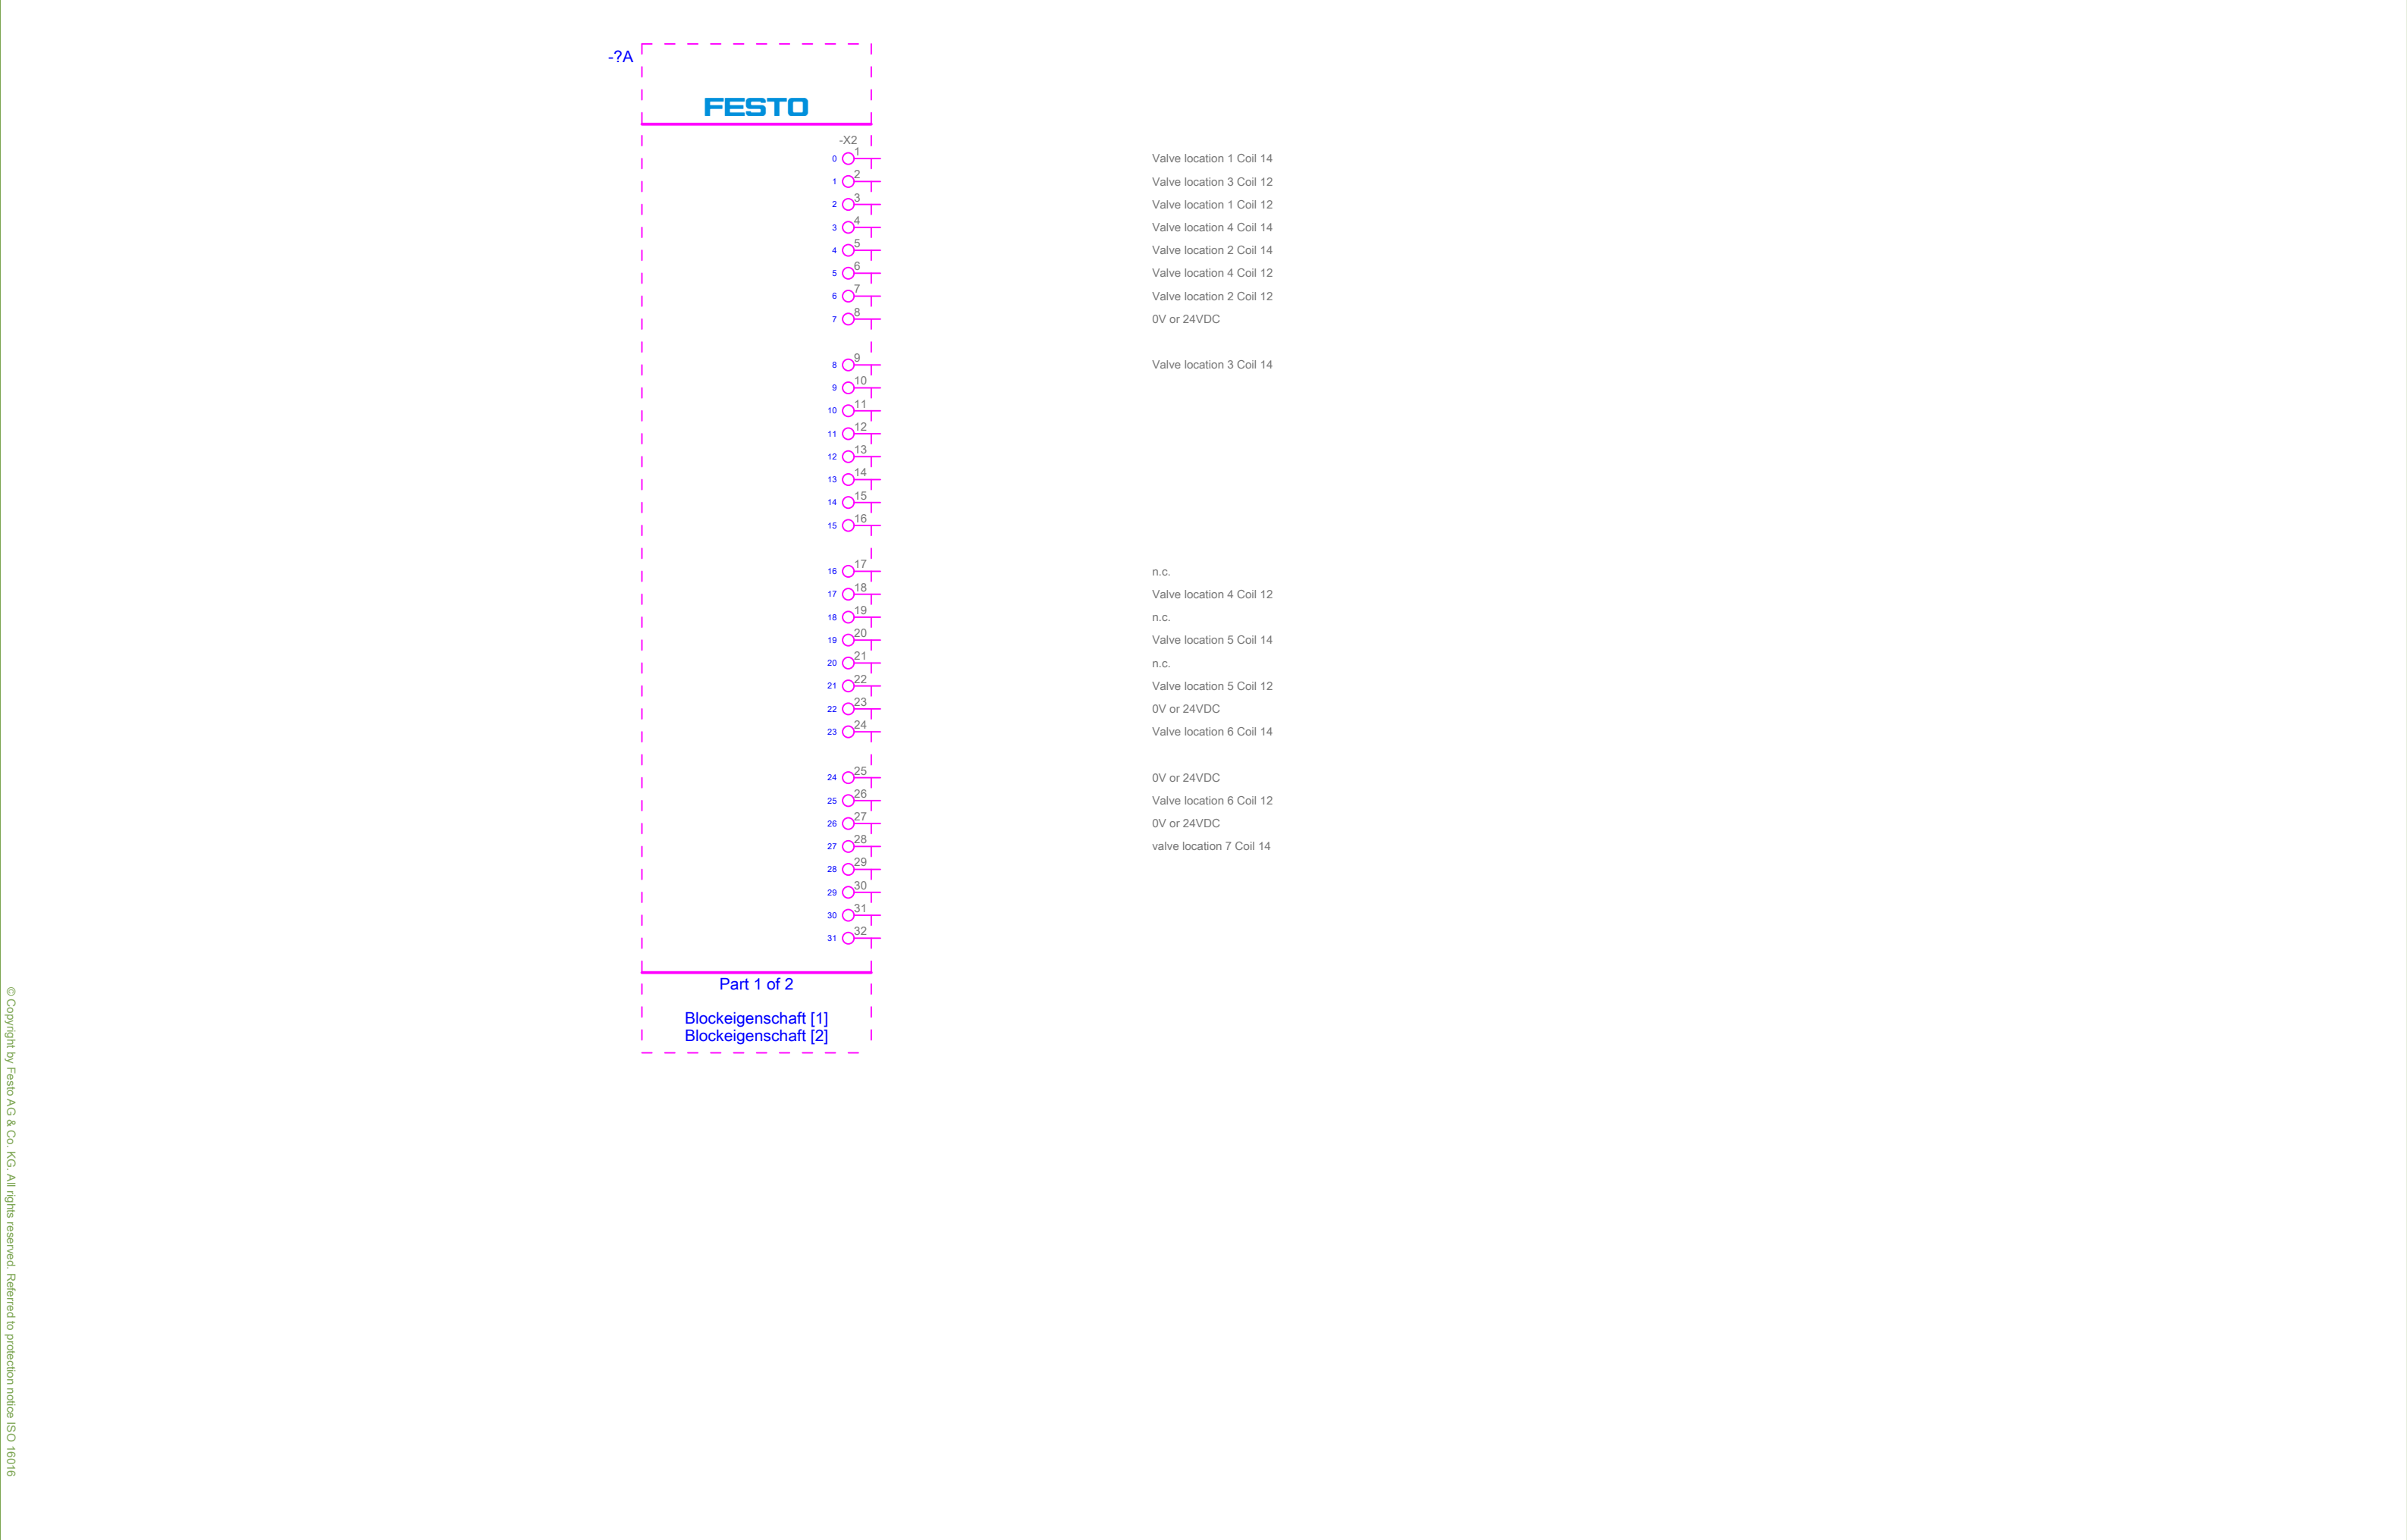 -?A
FESTO
-X2
0 1 Valve location 1 Coil 14
1 2 Valve location 3 Coil 12
2 3 Valve location 1 Coil 12
3 4 Valve location 4 Coil 14
4 5 Valve location 2 Coil 14
5 6 Valve location 4 Coil 12
6 7 Valve location 2 Coil 12
7 8 0V or 24VDC
8 9 Valve location 3 Coil 14
9 10
10 11
11 12
12 13
13 14
14 15
15 16
16 17 n.c.
17 18 Valve location 4 Coil 12
18 19 n.c.
19 20 Valve location 5 Coil 14
20 21 n.c.
21 22 Valve location 5 Coil 12
22 23 0V or 24VDC
23 24 Valve location 6 Coil 14
24 25 0V or 24VDC
25 26 Valve location 6 Coil 12
26 27 0V or 24VDC
27 28 valve location 7 Coil 14
28 29
29 30
30 31
31 32
Part 1 of 2
Blockeigenschaft [1]
Blockeigenschaft [2]
© Copyright by Festo AG & Co. KG. All rights reserved. Referred to protection notice ISO 16016